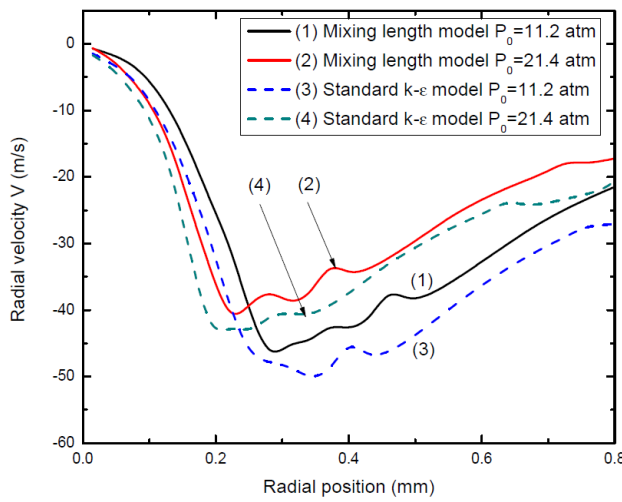 (1) Mixing length model P₀=11.2 atm
(2) Mixing length model P₀=21.4 atm
(3) Standard k-ε model P₀=11.2 atm
(4) Standard k-ε model P₀=21.4 atm
0
-10
-20
-30
-40
-50
-60
Radial velocity V (m/s)
(4)
(2)
(1)
(3)
0.0 0.2 0.4 0.6 0.8
Radial position (mm)